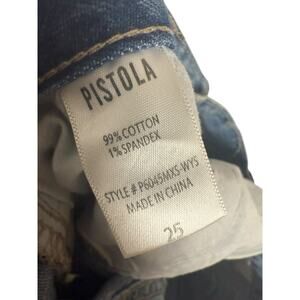 PISTOLA
99% COTTON
1% SPANDEX
STYLE # P6045MXS-WYS
MADE IN CHINA
25